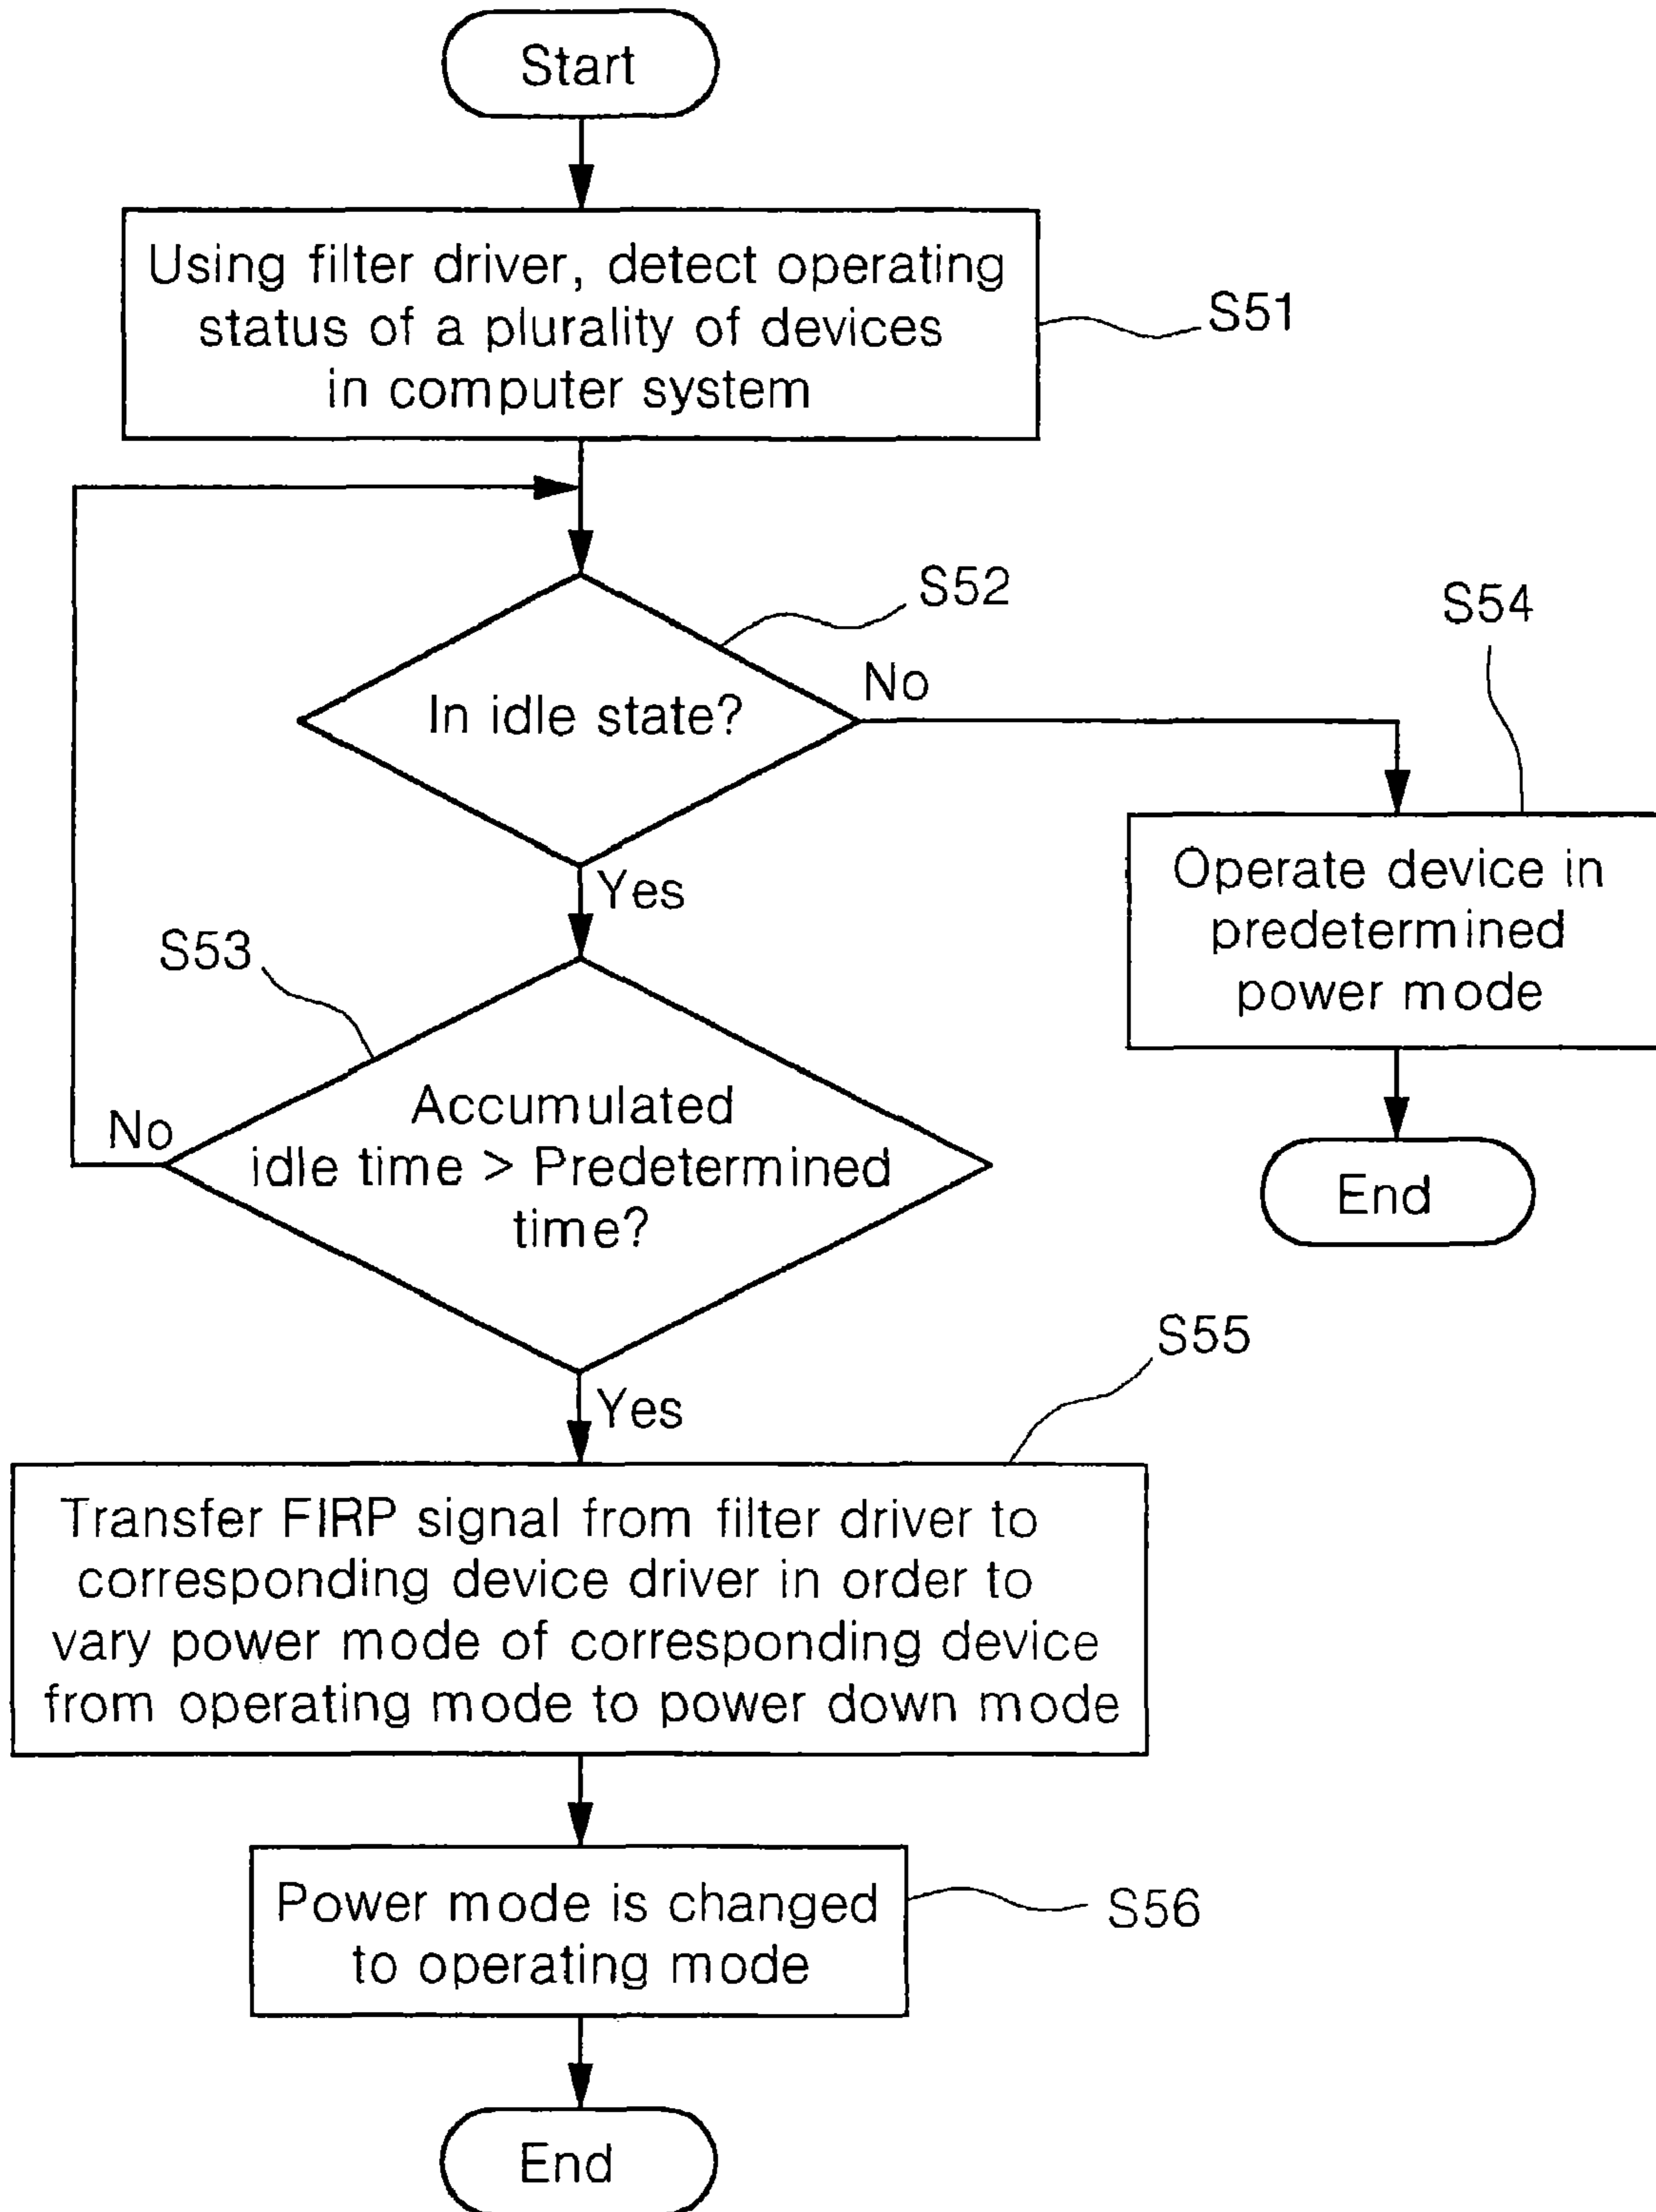 Start
Using filter driver, detect operating
status of a plurality of devices
in computer system
S51
S52
In idle state?
No
Yes
S54
Operate device in
predetermined
power mode
End
S53
Accumulated
idle time > Predetermined
time?
No
Yes
S55
Transfer FIRP signal from filter driver to
corresponding device driver in order to
vary power mode of corresponding device
from operating mode to power down mode
Power mode is changed
to operating mode
S56
End